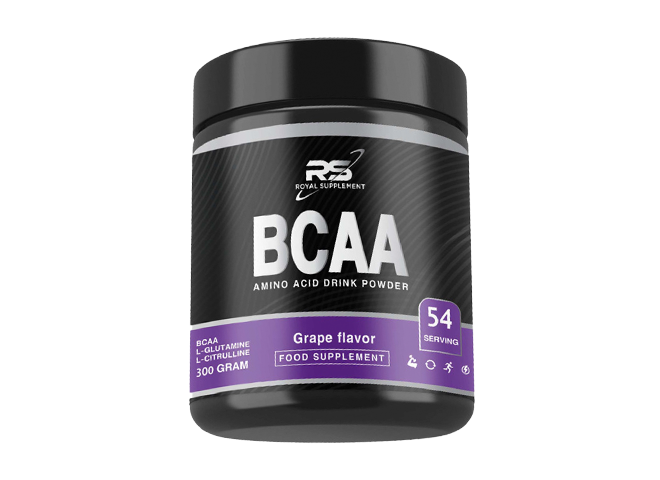 RS
ROYAL SUPPLEMENT
BCAA
AMINO ACID DRINK POWDER
54
SERVING
BCAA
L-GLUTAMINE
L-CITRULLINE
300 GRAM
Grape flavor
FOOD SUPPLEMENT